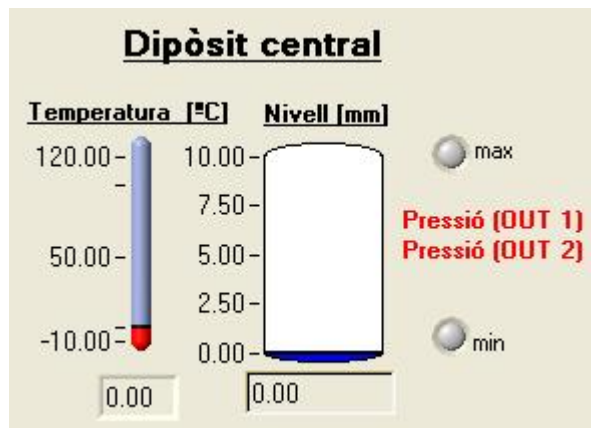 Dipòsit central
Temperatura [ºC]
Nivell [mm]
120.00
50.00
-10.00
0.00
10.00
7.50
5.00
2.50
0.00
0.00
max
Pressió (OUT 1)
Pressió (OUT 2)
min